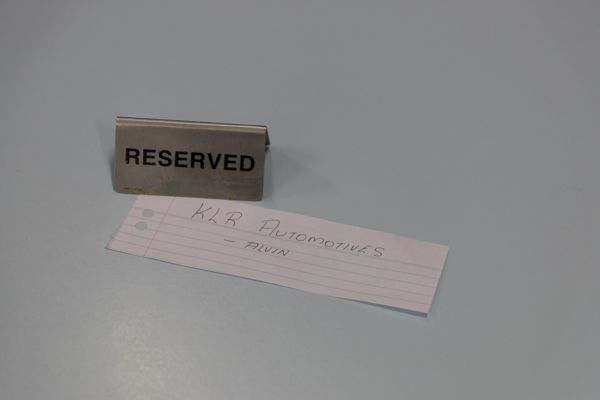 RESERVED
KLR AUTOMOTIVES
- ALVIN